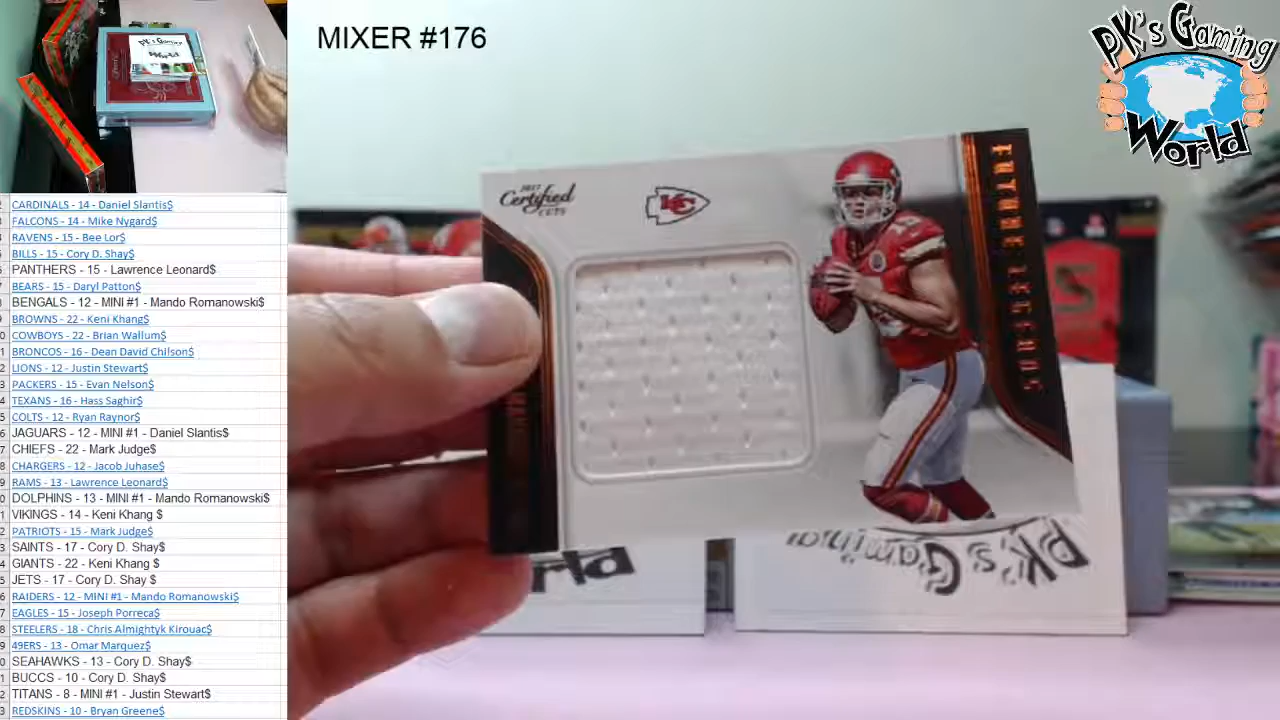 MIXER #176
PK's Gaming
World
CARDINALS - 14 - Daniel Slantis$
FALCONS - 14 - Mike Nygard$
RAVENS - 15 - Bee Lor$
BILLS - 15 - Cory D. Shay$
PANTHERS - 15 - Lawrence Leonard$
BEARS - 15 - Daryl Patton$
BENGALS - 12 - MINI #1 - Mando Romanowski$
BROWNS - 22 - Keni Khang$
COWBOYS - 22 - Brian Wallum$
BRONCOS - 16 - Dean David Chilson$
LIONS - 12 - Justin Stewart$
PACKERS - 15 - Evan Nelson$
TEXANS - 16 - Hass Saghir$
COLTS - 12 - Ryan Raynor$
JAGUARS - 12 - MINI #1 - Daniel Slantis$
CHIEFS - 22 - Mark Judge$
CHARGERS - 12 - Jacob Juhase$
RAMS - 13 - Lawrence Leonard$
DOLPHINS - 13 - MINI #1 - Mando Romanowski$
VIKINGS - 14 - Keni Khang $
PATRIOTS - 15 - Mark Judge$
SAINTS - 17 - Cory D. Shay$
GIANTS - 22 - Keni Khang $
JETS - 17 - Cory D. Shay $
RAIDERS - 12 - MINI #1 - Mando Romanowski$
EAGLES - 15 - Joseph Porreca$
STEELERS - 18 - Chris Almightyk Kirouac$
49ERS - 13 - Omar Marquez$
SEAHAWKS - 13 - Cory D. Shay$
BUCCS - 10 - Cory D. Shay$
TITANS - 8 - MINI #1 - Justin Stewart$
REDSKINS - 10 - Bryan Greene$
2017
Certified
CUTS
KC
FUTURE LEGENDS
PK's Gaming